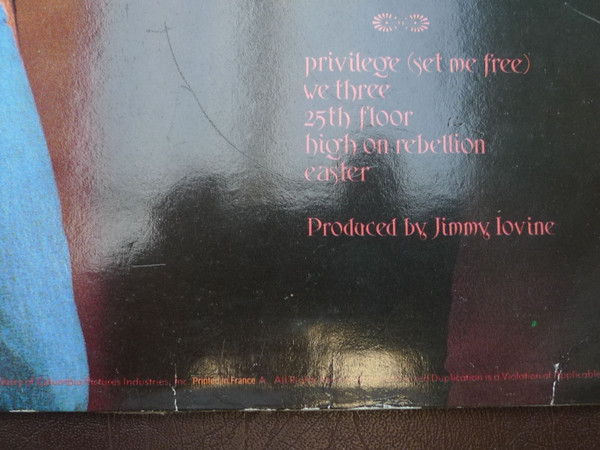 privilege (set me free)
we three
25th floor
high on rebellion
easter
Produced by Jimmy Iovine
Pictures Industries, Inc. Printed in France A. All Duplication is a Violation of Applicable